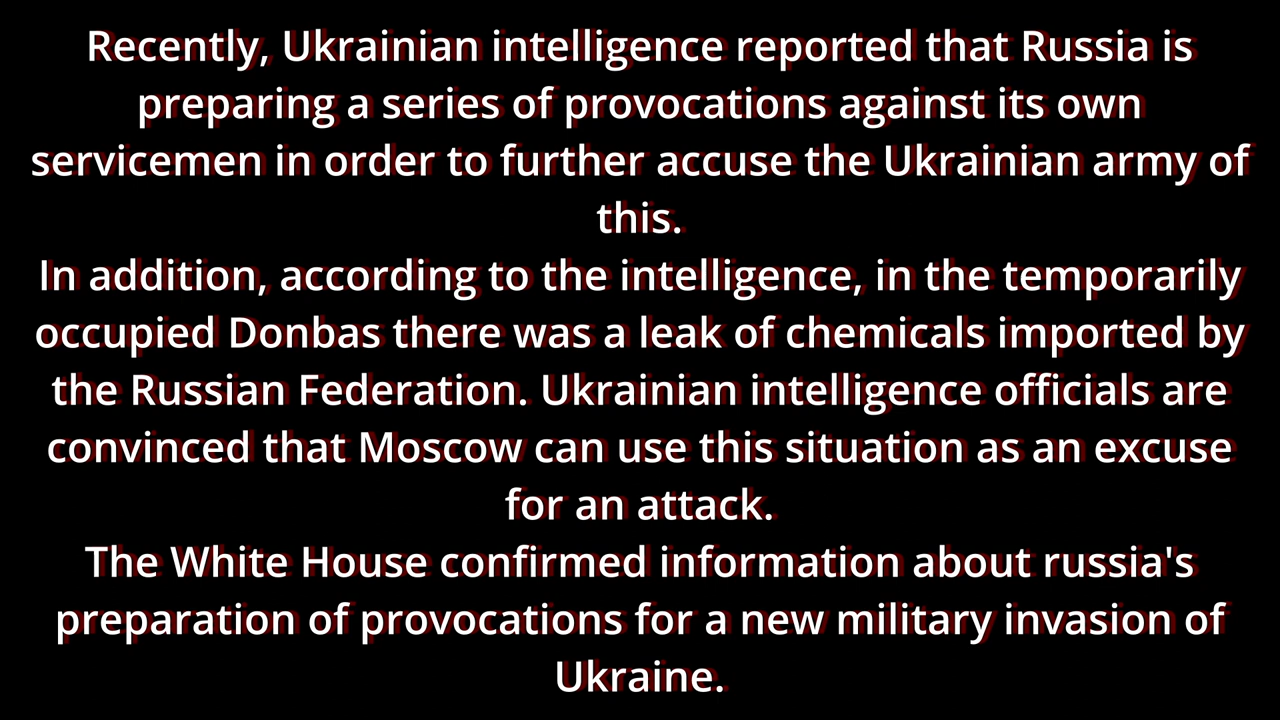 Recently, Ukrainian intelligence reported that Russia is
preparing a series of provocations against its own
servicemen in order to further accuse the Ukrainian army of
this.
In addition, according to the intelligence, in the temporarily
occupied Donbas there was a leak of chemicals imported by
the Russian Federation. Ukrainian intelligence officials are
convinced that Moscow can use this situation as an excuse
for an attack.
The White House confirmed information about russia's
preparation of provocations for a new military invasion of
Ukraine.